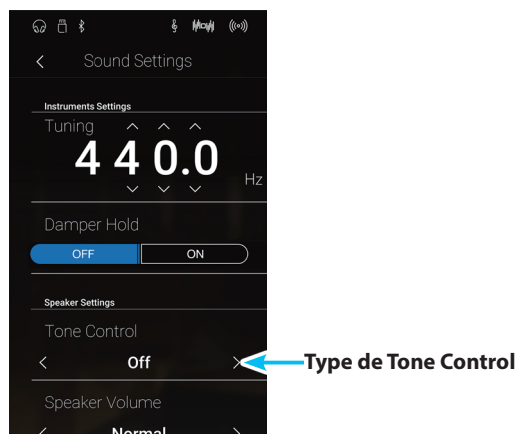 Sound Settings
Instruments Settings
Tuning
440.0
Hz
Damper Hold
OFF ON
Speaker Settings
Tone Control
Off
Type de Tone Control
Speaker Volume
Normal